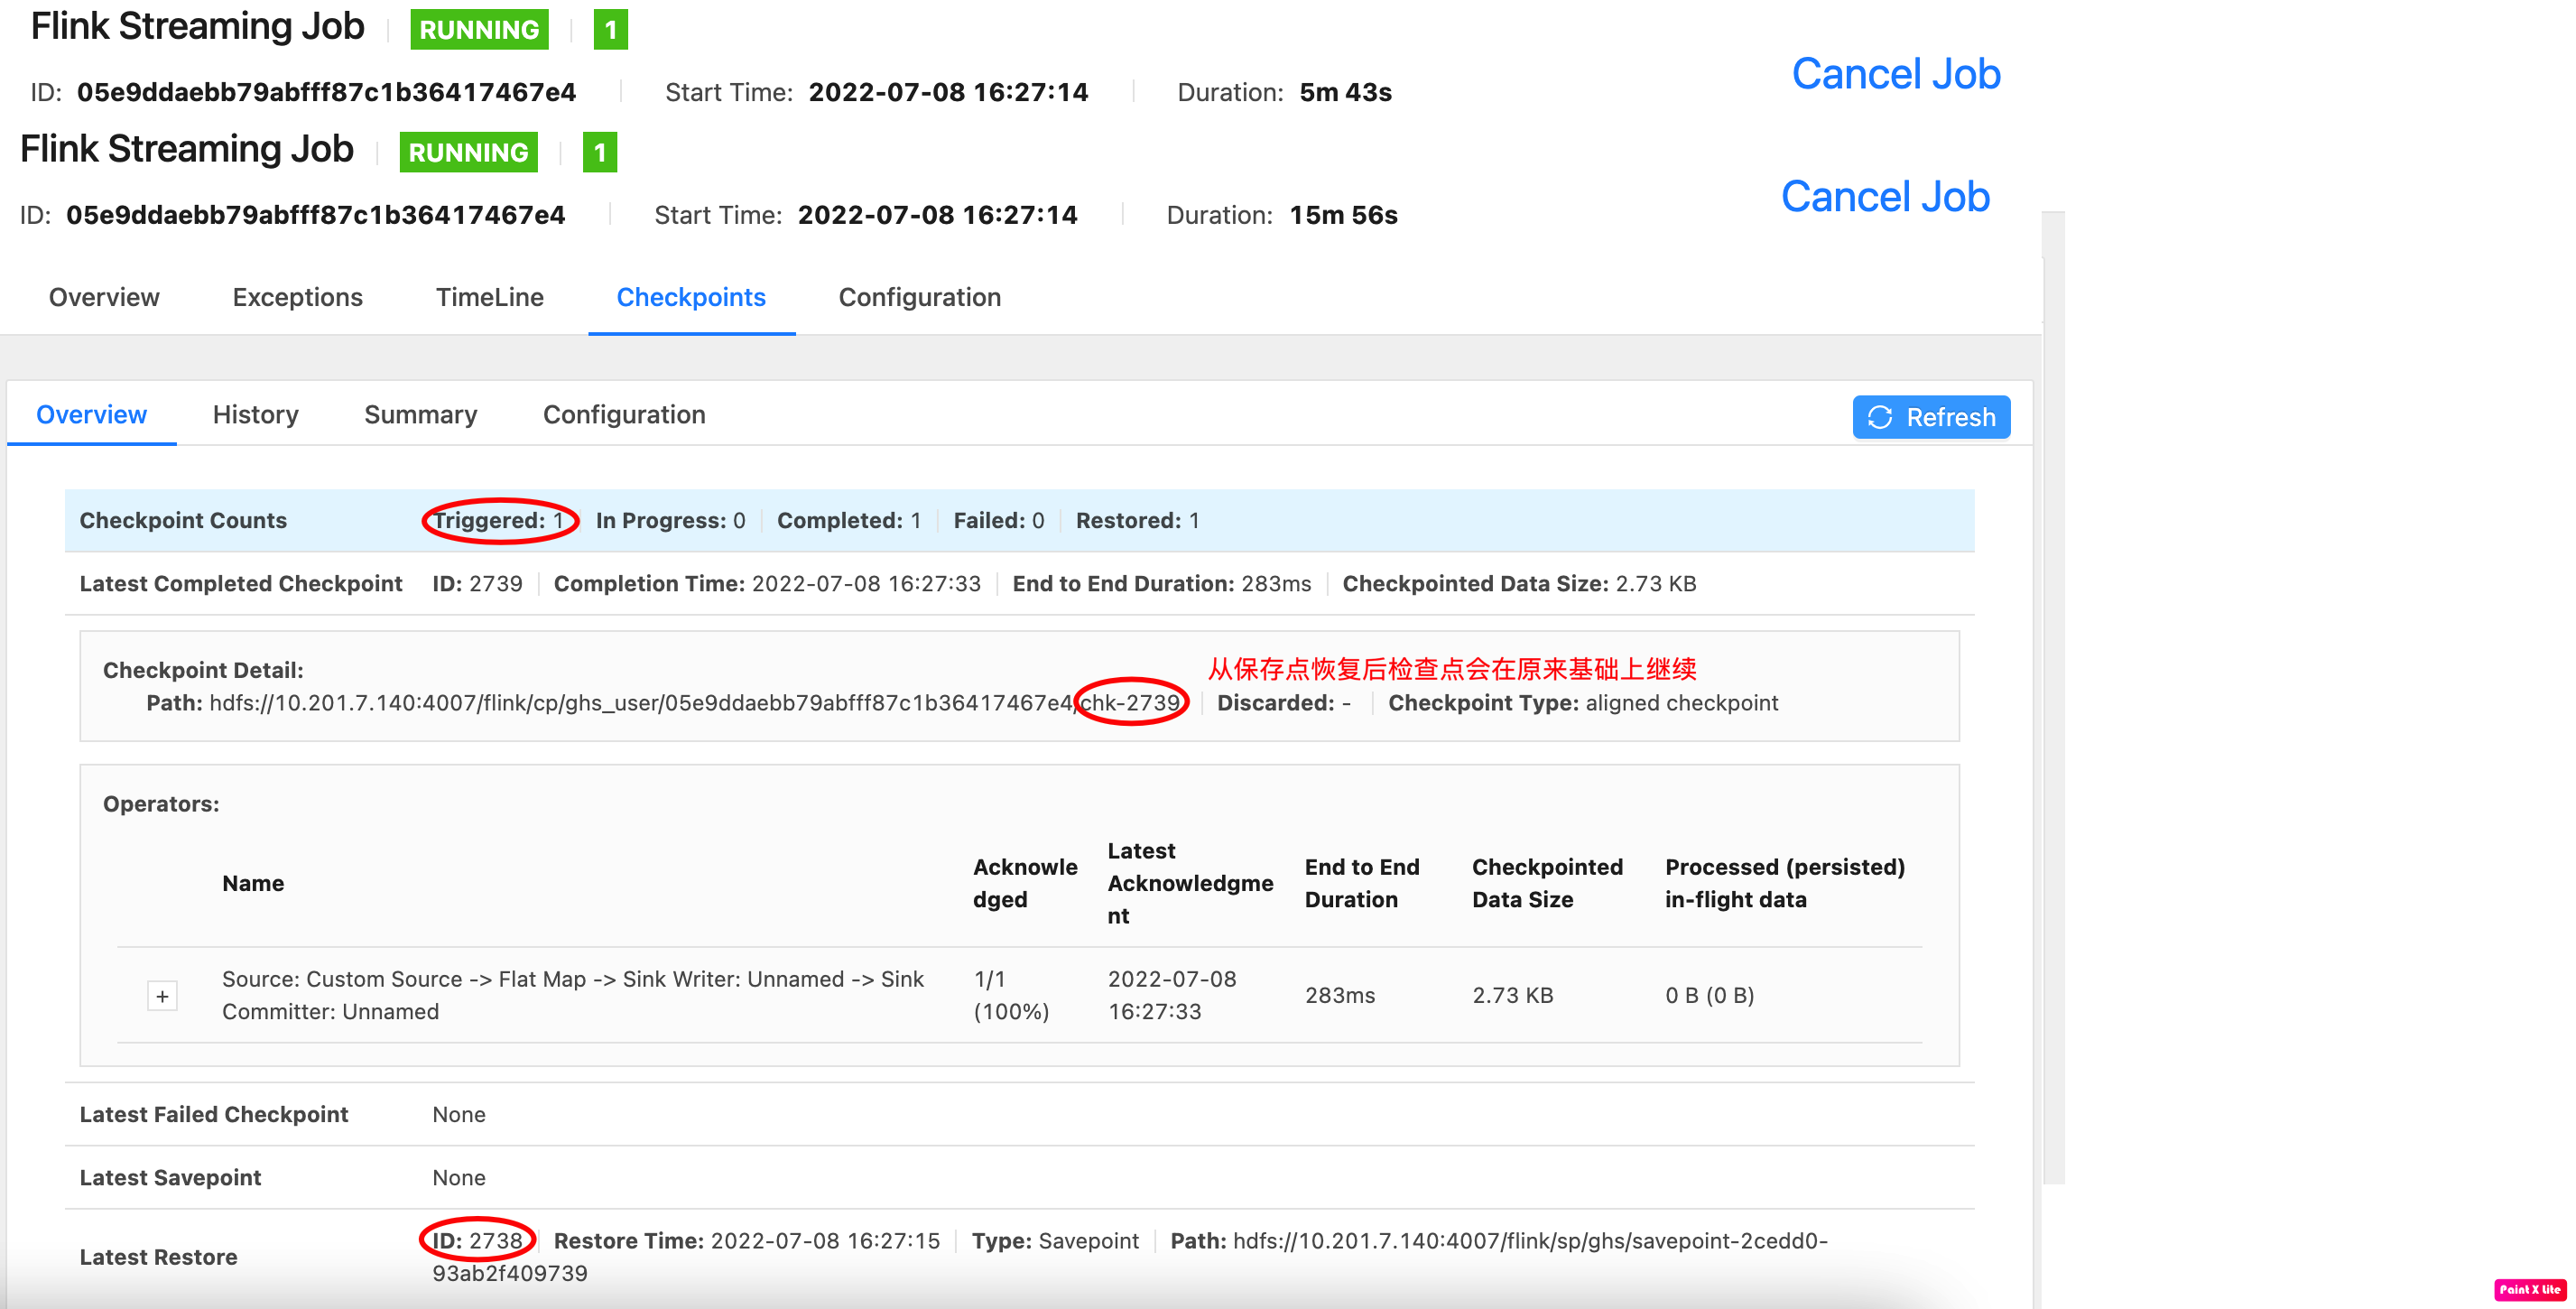 Flink Streaming Job RUNNING 1
Cancel Job
ID: 05e9ddaebb79abfff87c1b36417467e4 Start Time: 2022-07-08 16:27:14 Duration: 5m 43s
Flink Streaming Job RUNNING 1
Cancel Job
ID: 05e9ddaebb79abfff87c1b36417467e4 Start Time: 2022-07-08 16:27:14 Duration: 15m 56s
Overview Exceptions TimeLine Checkpoints Configuration
Overview History Summary Configuration Refresh
Checkpoint Counts Triggered: 1 In Progress: 0 Completed: 1 Failed: 0 Restored: 1
Latest Completed Checkpoint ID: 2739 Completion Time: 2022-07-08 16:27:33 End to End Duration: 283ms Checkpointed Data Size: 2.73 KB
Checkpoint Detail: 从保存点恢复后检查点会在原来基础上继续
Path: hdfs://10.201.7.140:4007/flink/cp/ghs_user/05e9ddaebb79abfff87c1b36417467e4/chk-2739 Discarded: - Checkpoint Type: aligned checkpoint
Operators:
Name
Acknowle
dged
Latest
Acknowledgme
nt
End to End
Duration
Checkpointed
Data Size
Processed (persisted)
in-flight data
+
Source: Custom Source -> Flat Map -> Sink Writer: Unnamed -> Sink
Committer: Unnamed
1/1
(100%)
2022-07-08
16:27:33
283ms
2.73 KB
0 B (0 B)
Latest Failed Checkpoint None
Latest Savepoint None
Latest Restore
ID: 2738 Restore Time: 2022-07-08 16:27:15 Type: Savepoint Path: hdfs://10.201.7.140:4007/flink/sp/ghs/savepoint-2cedd0-
93ab2f409739
Paint X Lite